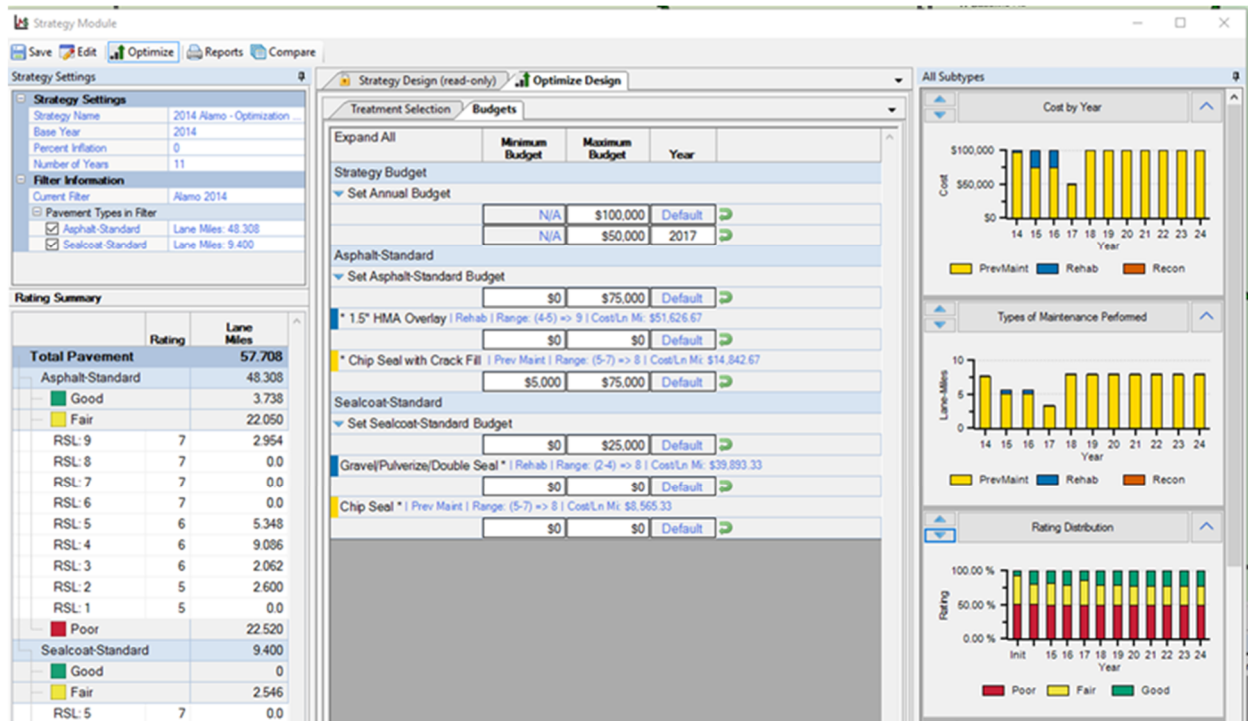 Strategy Module
Save Edit Optimize Reports Compare
Strategy Settings
Strategy Settings
Strategy Name 2014 Alamo - Optimization ...
Base Year 2014
Percent Inflation 0
Number of Years 11
Filter Information
Current Filter Alamo 2014
Pavement Types in Filter
Asphalt-Standard Lane Miles: 48.308
Sealcoat-Standard Lane Miles: 9.400
Rating Summary
Rating Lane Miles
Total Pavement 57.708
Asphalt-Standard 48.308
Good 3.738
Fair 22.050
RSL: 9 7 2.954
RSL: 8 7 0.0
RSL: 7 7 0.0
RSL: 6 7 0.0
RSL: 5 6 5.348
RSL: 4 6 9.086
RSL: 3 6 2.062
RSL: 2 5 2.600
RSL: 1 5 0.0
Poor 22.520
Sealcoat-Standard 9.400
Good 0
Fair 2.546
RSL: 5 7 0.0
Strategy Design (read-only) Optimize Design
Treatment Selection Budgets
Expand All Minimum Budget Maximum Budget Year
Strategy Budget
Set Annual Budget
N/A $100,000 Default
N/A $50,000 2017
Asphalt-Standard
Set Asphalt-Standard Budget
$0 $75,000 Default
* 1.5" HMA Overlay | Rehab | Range: (4-5) => 9 | Cost/Ln Mi: $51,626.67
$0 $0 Default
* Chip Seal with Crack Fill | Prev Maint | Range: (5-7) => 8 | Cost/Ln Mi: $14,842.67
$5,000 $75,000 Default
Sealcoat-Standard
Set Sealcoat-Standard Budget
$0 $25,000 Default
Gravel/Pulverize/Double Seal * | Rehab | Range: (2-4) => 8 | Cost/Ln Mi: $39,893.33
$0 $0 Default
Chip Seal * | Prev Maint | Range: (5-7) => 8 | Cost/Ln Mi: $8,565.33
$0 $0 Default
All Subtypes
Cost by Year
$100,000
$50,000
$0
Cost
14 15 16 17 18 19 20 21 22 23 24
Year
PrevMaint Rehab Recon
Types of Maintenance Performed
10
5
0
Lane-Miles
14 15 16 17 18 19 20 21 22 23 24
Year
PrevMaint Rehab Recon
Rating Distribution
100.00 %
50.00 %
0.00 %
Rating
Init 15 16 17 18 19 20 21 22 23 24
Year
Poor Fair Good